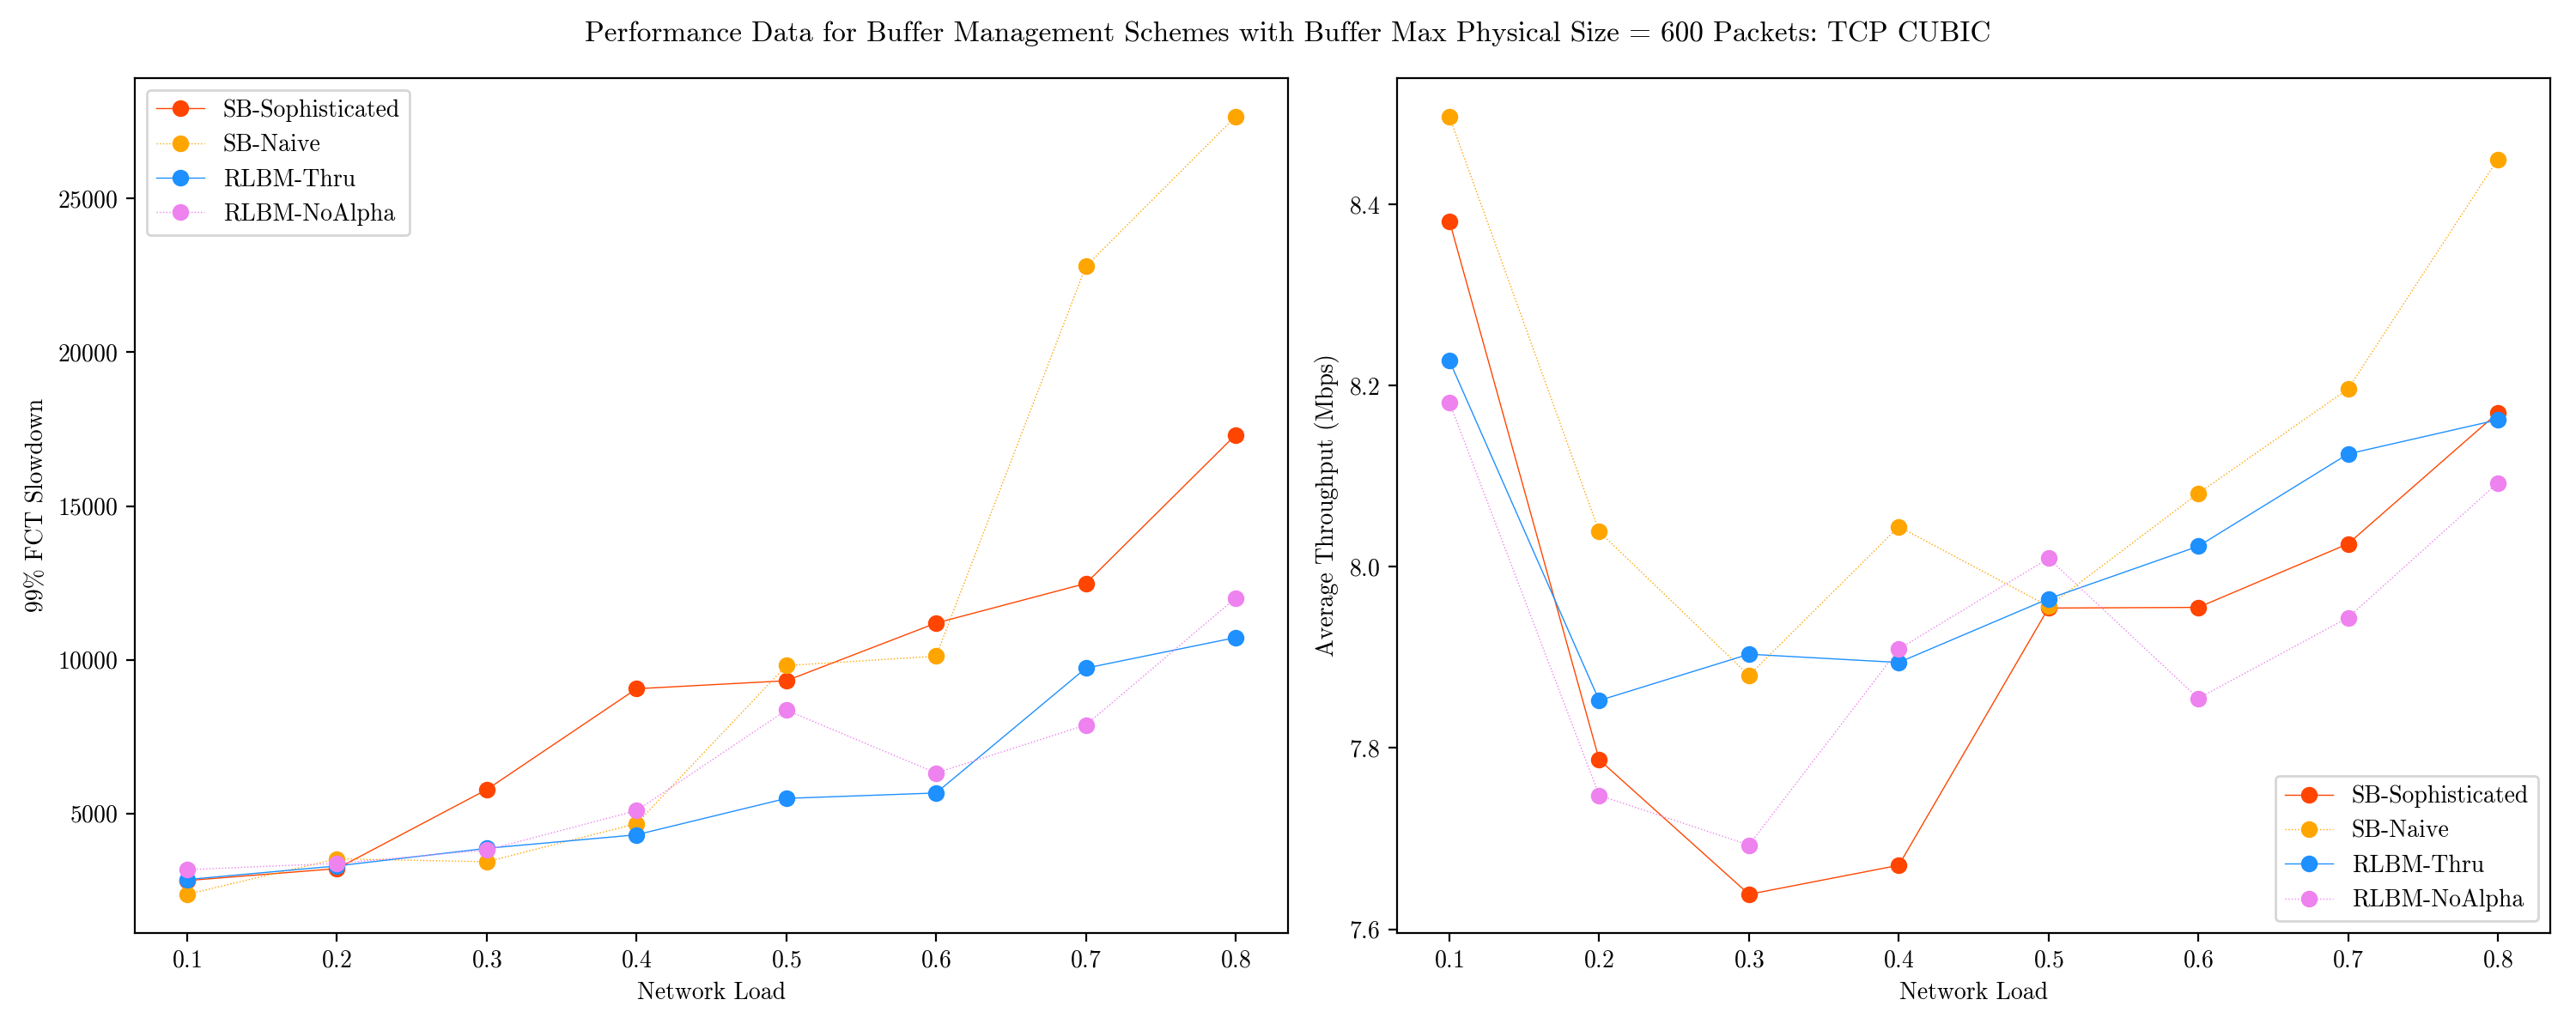 Performance Data for Buffer Management Schemes with Buffer Max Physical Size = 600 Packets: TCP CUBIC
SB-Sophisticated
SB-Naive
RLBM-Thru
RLBM-NoAlpha
99% FCT Slowdown
25000
20000
15000
10000
5000
0.1 0.2 0.3 0.4 0.5 0.6 0.7 0.8
Network Load
Average Throughput (Mbps)
8.4
8.2
8.0
7.8
7.6
SB-Sophisticated
SB-Naive
RLBM-Thru
RLBM-NoAlpha
0.1 0.2 0.3 0.4 0.5 0.6 0.7 0.8
Network Load